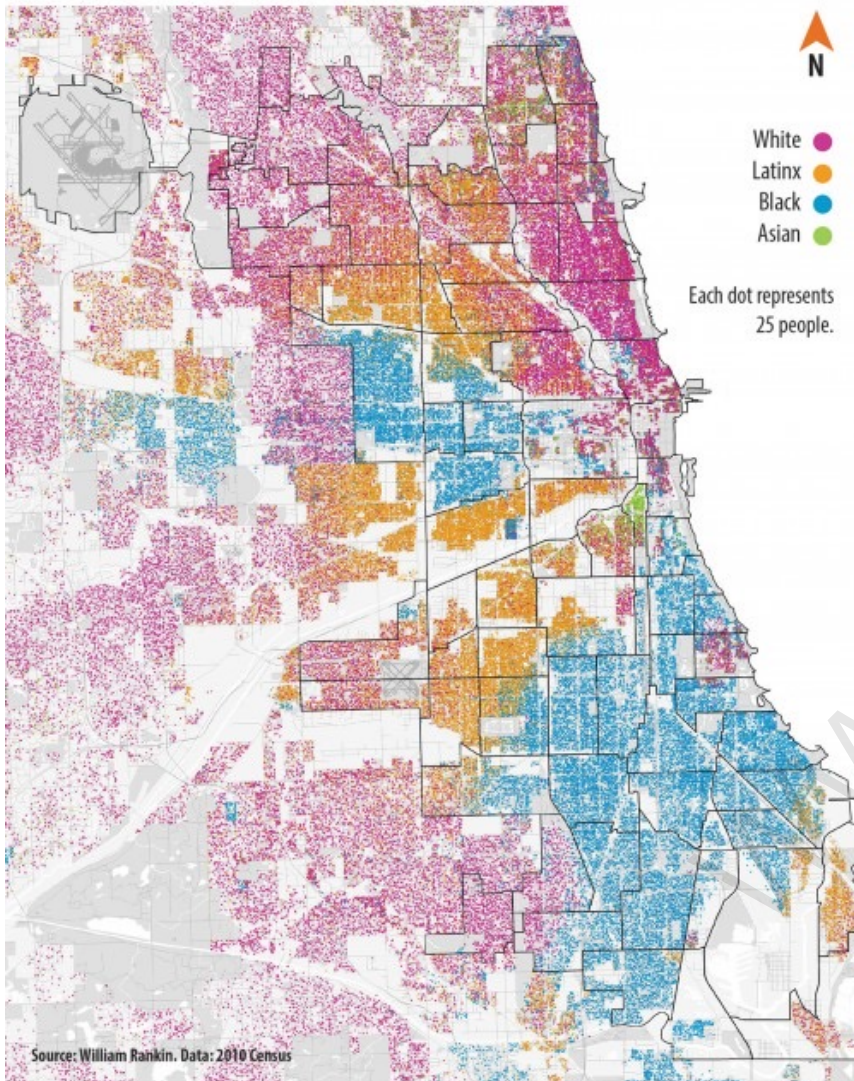 N
White
Latinx
Black
Asian
Each dot represents
25 people.
Source: William Rankin. Data: 2010 Census